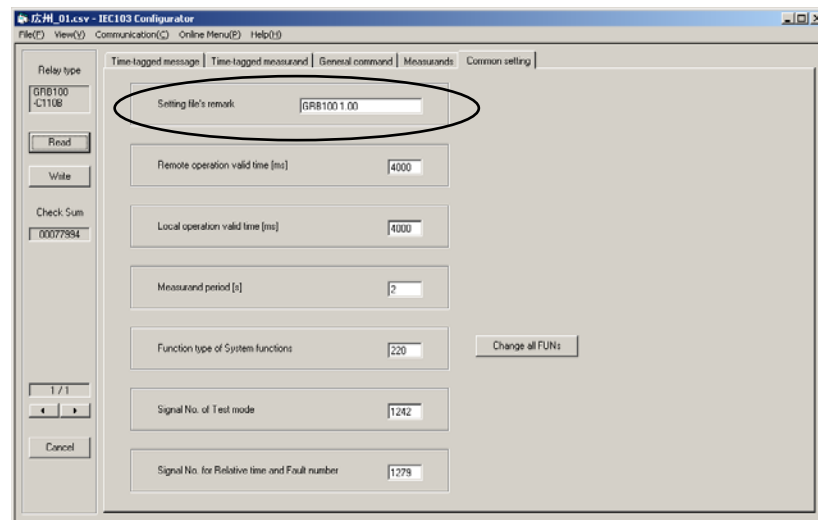 広州_01.csv - IEC103 Configurator
File(F) View(V) Communication(C) Online Menu(P) Help(H)
Relay type
GRB100
-C110B
Read
Write
Check Sum
00077994
1 / 1
Cancel
Time-tagged message Time-tagged measurand General command Measurands Common setting
Setting file's remark GRB100 1.00
Remote operation valid time [ms] 4000
Local operation valid time [ms] 4000
Measurand period [s] 2
Function type of System functions 220
Change all FUNs
Signal No. of Test mode 1242
Signal No. for Relative time and Fault number 1279